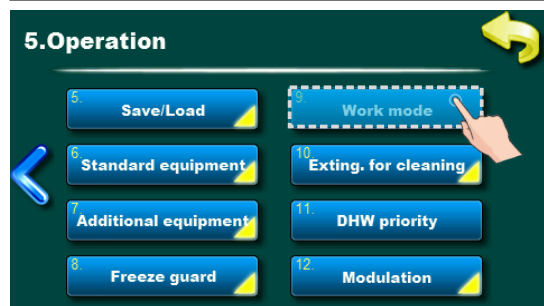 5.Operation
5.
Save/Load
9.
Work mode
6.
Standard equipment
10.
Exting. for cleaning
7.
Additional equipment
11.
DHW priority
8.
Freeze guard
12.
Modulation